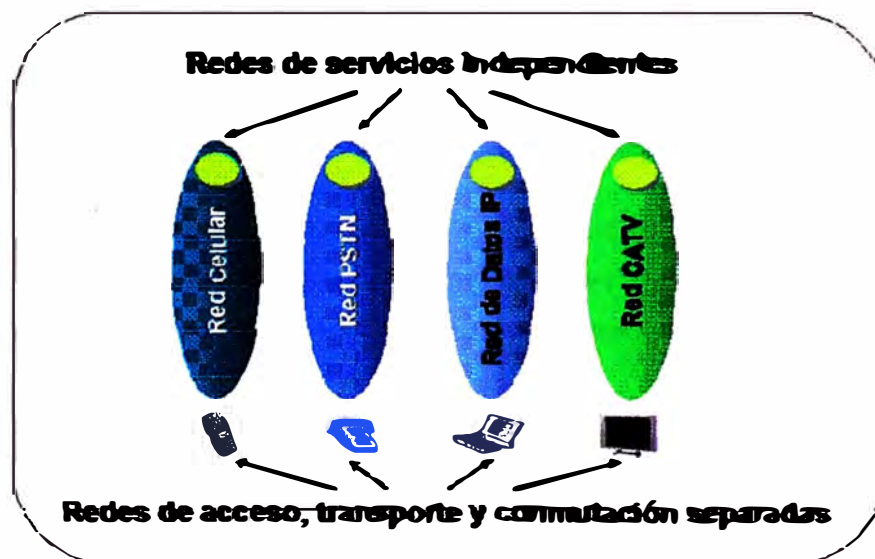 Redes de servicios independientes
Red Celular
Red PSTN
Red de Datos IP
Red CATV
Redes de acceso, transporte y conmutación separadas